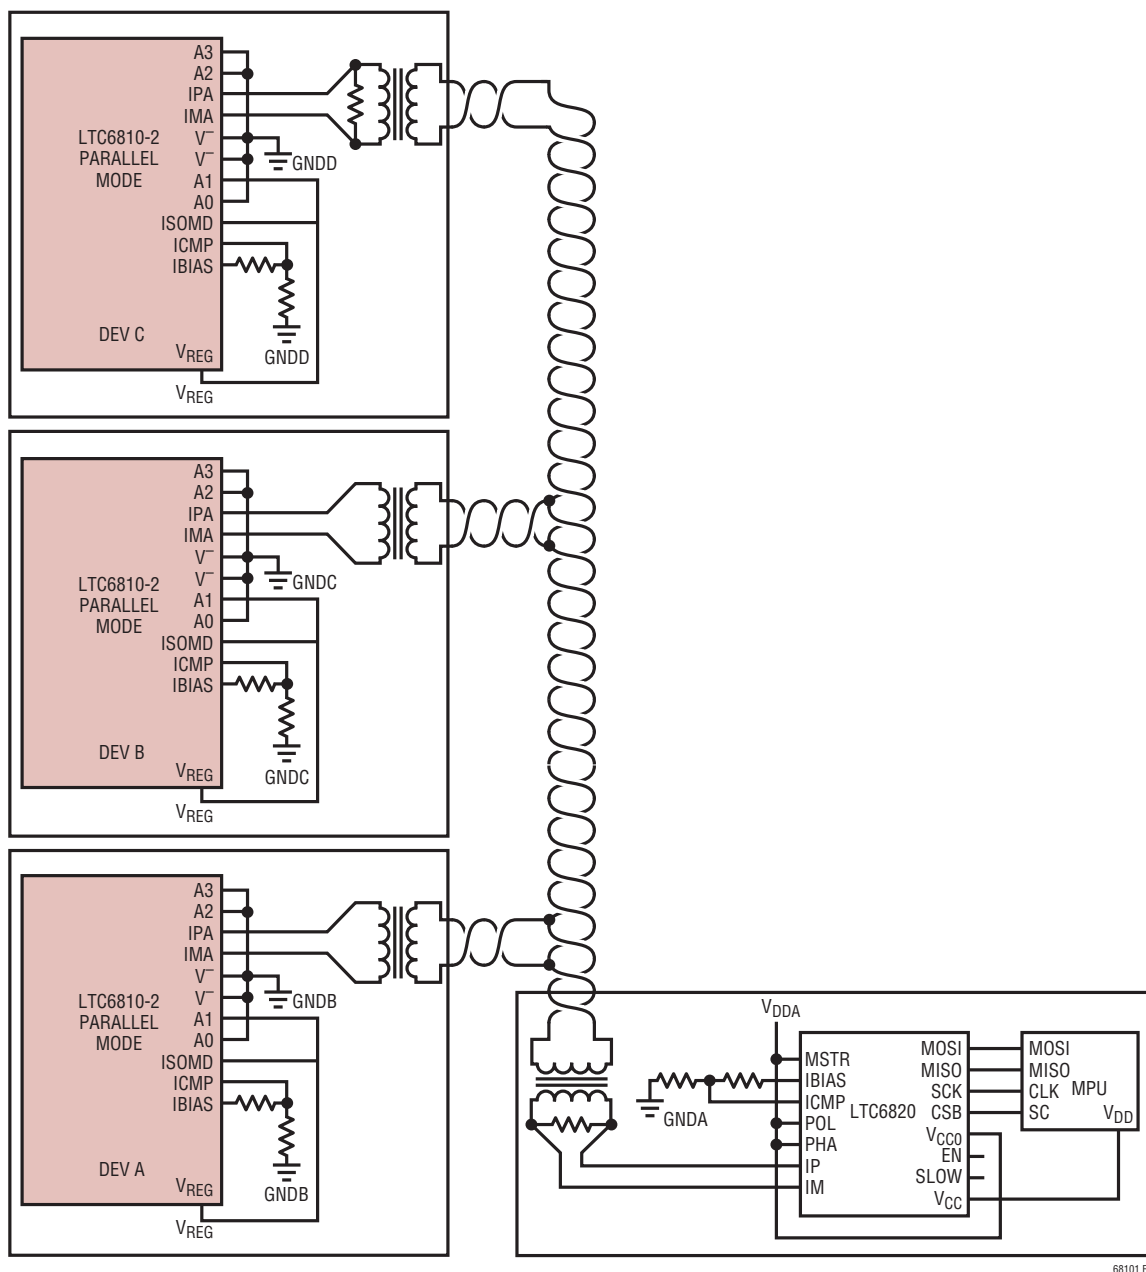 A3
A2
IPA
IMA
V–
V–
A1
A0
ISOMD
ICMP
IBIAS
LTC6810-2
PARALLEL
MODE
GNDD
GNDD
DEV C
VREG
VREG
A3
A2
IPA
IMA
V–
V–
A1
A0
ISOMD
ICMP
IBIAS
LTC6810-2
PARALLEL
MODE
GNDC
GNDC
DEV B
VREG
VREG
A3
A2
IPA
IMA
V–
V–
A1
A0
ISOMD
ICMP
IBIAS
LTC6810-2
PARALLEL
MODE
GNDB
GNDB
DEV A
VREG
VREG
VDDA
GNDA
MSTR
IBIAS
ICMP
POL
PHA
IP
IM
LTC6820
MOSI
MISO
SCK
CSB
VCCO
EN
SLOW
VCC
MOSI
MISO
CLK
SC
MPU
VDD
68101